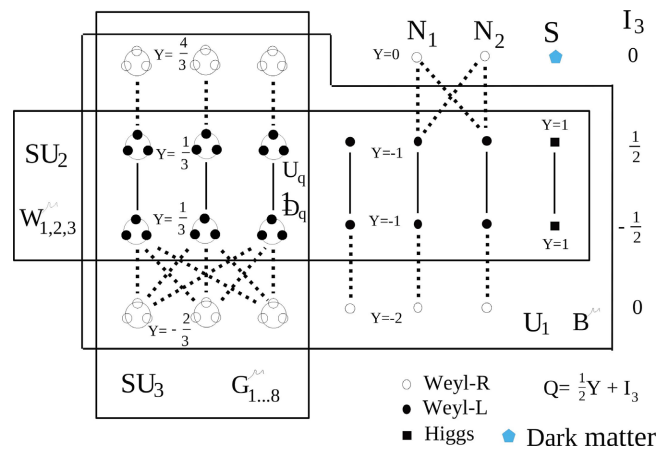 I3
N1 N2 S
Y= 4/3
Y=0
0
Y=1
SU2
Y= 1/3
Y=-1
1/2
Uq
Dq
W1,2,3
Y= 1/3
Y=-1
- 1/2
Y=1
Y= - 2/3
Y=-2
U1 B
0
SU3 G1...8
Weyl-R
Q= 1/2Y + I3
Weyl-L
Higgs
Dark matter